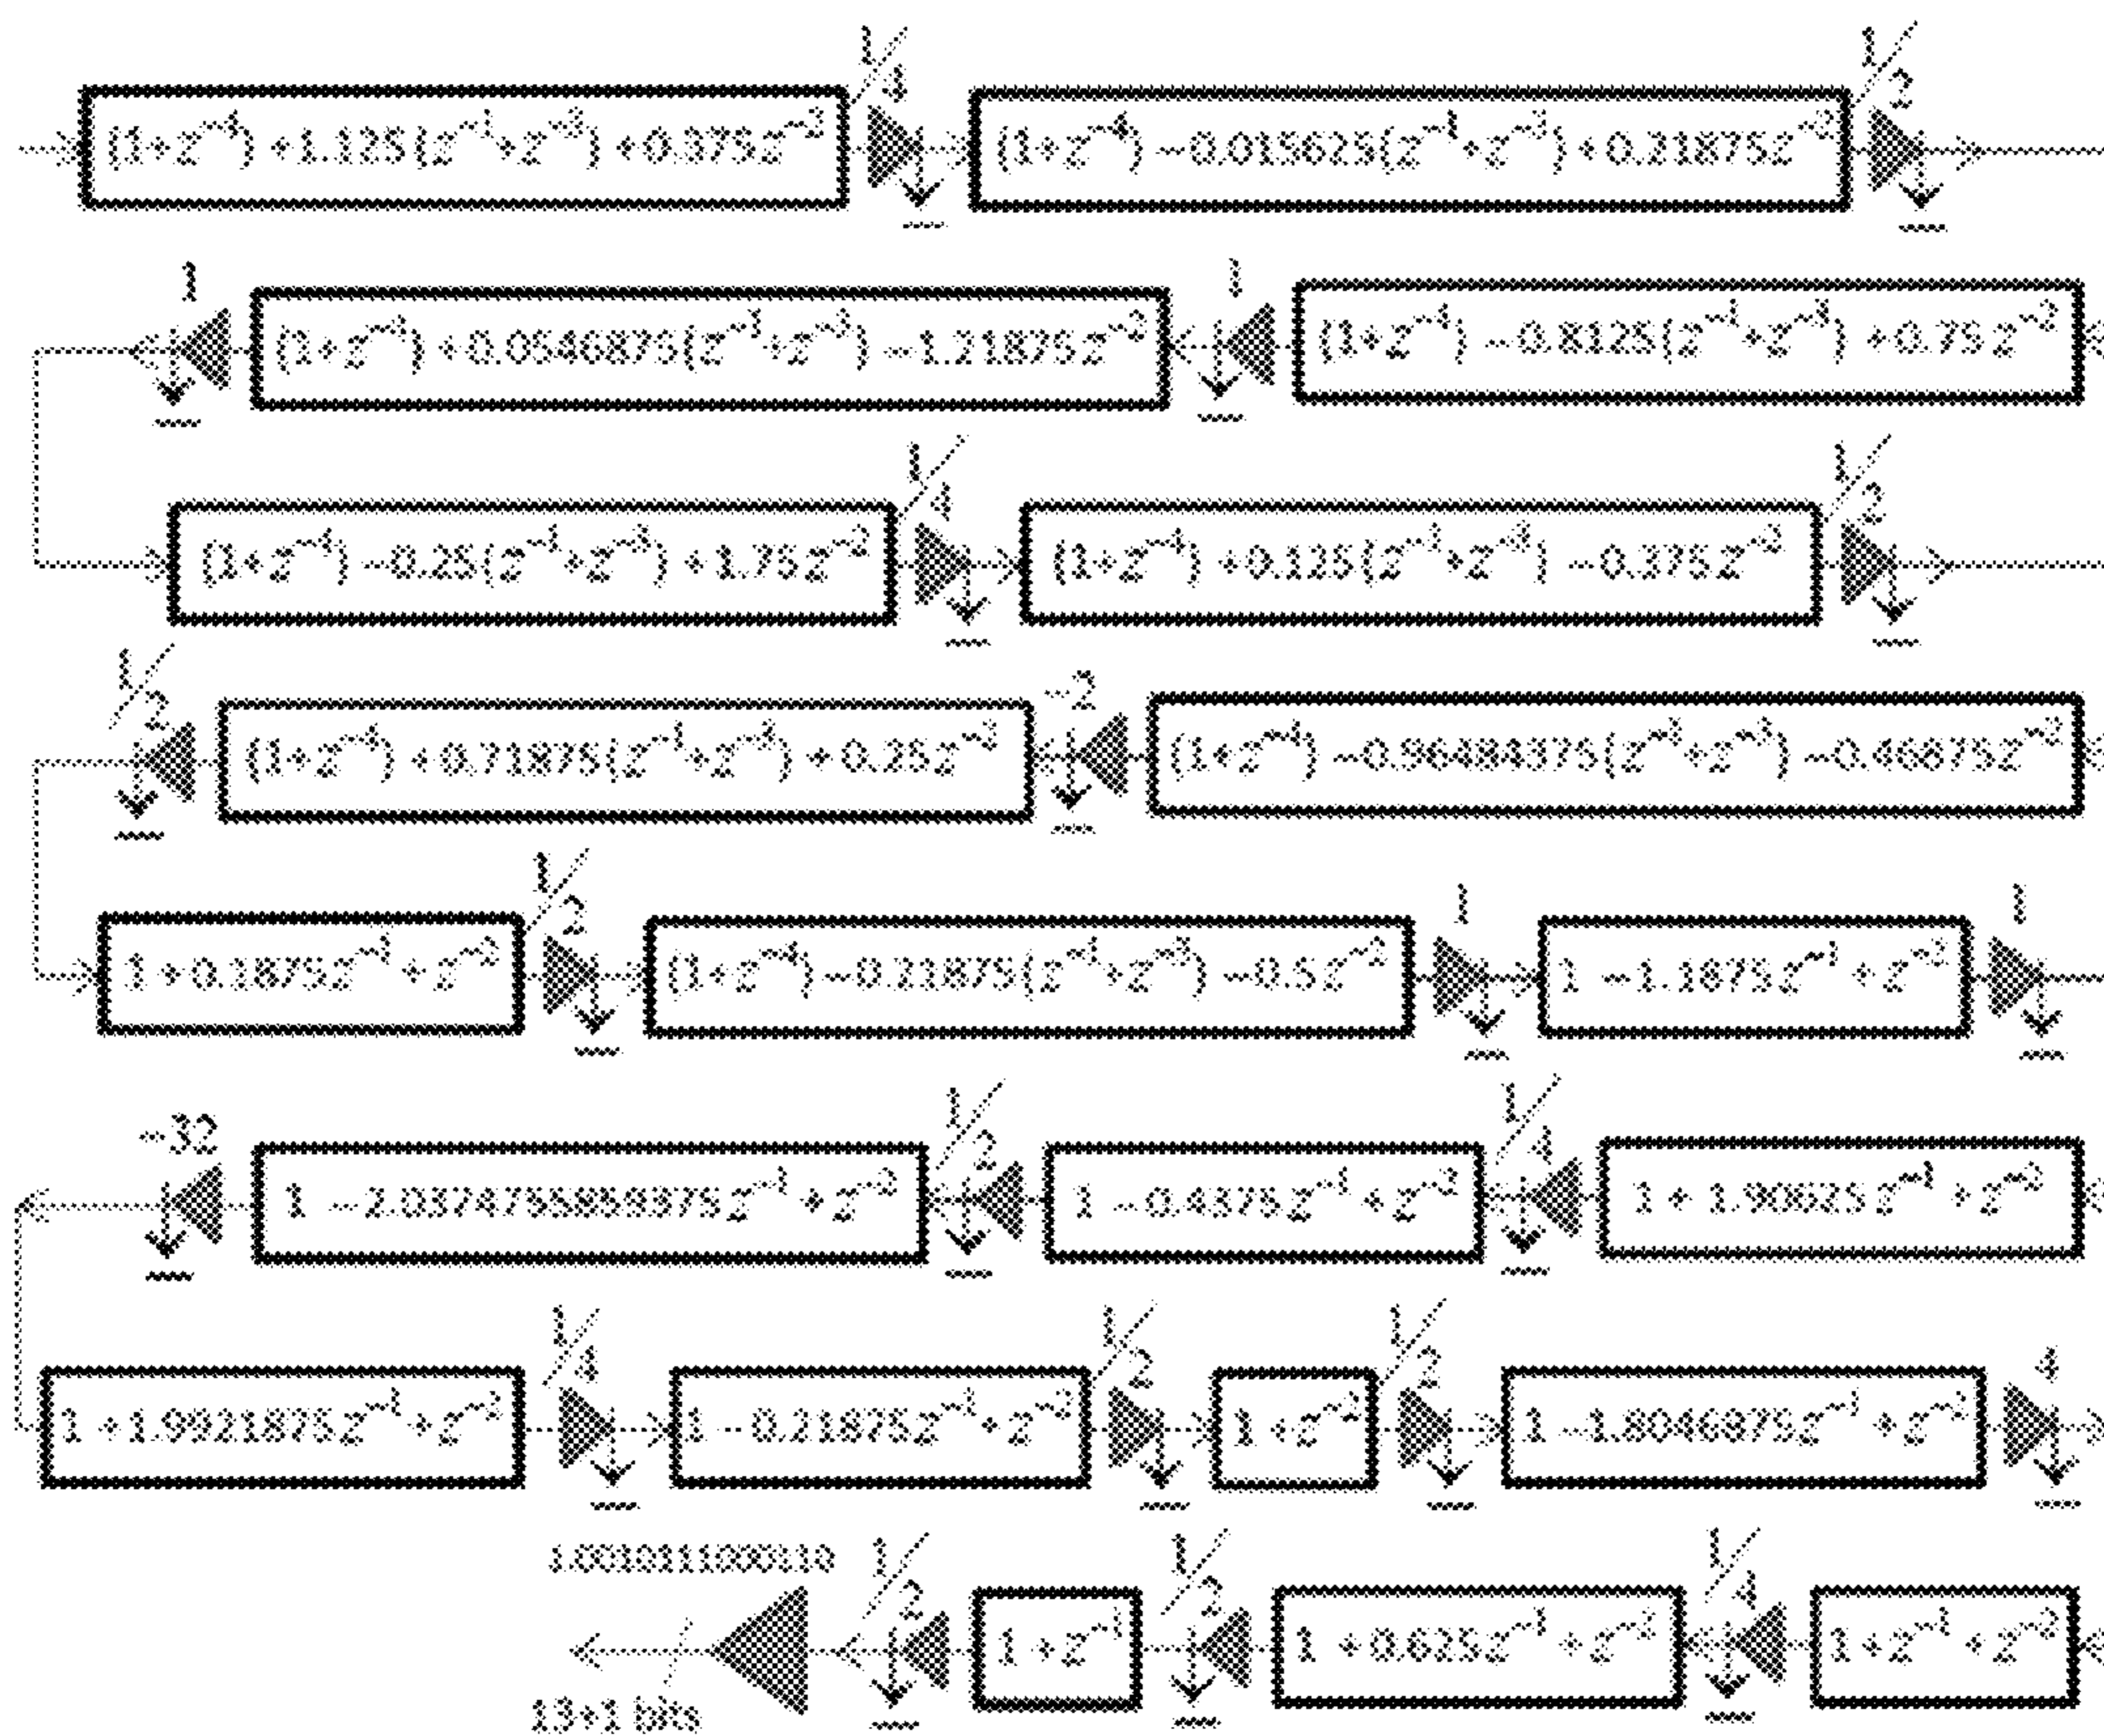 1/4 1/2
(1+z^-4) +1.125(z^-1+z^-3) +0.375z^-2 (1+z^-4) -0.015625(z^-1+z^-3) +0.21875z^-2
1 1
(1+z^-4) +0.0546875(z^-1+z^-3) -1.21875z^-2 (1+z^-4) -0.8125(z^-1+z^-3) +0.75z^-2
1/4 1/2
(1+z^-4) -0.25(z^-1+z^-3) +1.75z^-2 (1+z^-4) +0.125(z^-1+z^-3) -0.375z^-2
1/2 -2
(1+z^-4) +0.71875(z^-1+z^-3) +0.25z^-2 (1+z^-4) -0.96484375(z^-1+z^-3) -0.46875z^-2
1/2 1 1
1 +0.1875z^-1 +z^-2 (1+z^-4) -0.21875(z^-1+z^-3) -0.5z^-2 1 -1.1875z^-1 +z^-2
-32 1/2 1/4
1 -2.0374755859375z^-1 +z^-2 1 -0.4375z^-1 +z^-2 1 + 1.90625z^-1 +z^-2
1/4 1/2 1/2 4
1 +1.9921875z^-1 +z^-2 1 -0.21875z^-1 +z^-2 1 +z^-2 1 -1.8046875z^-1 +z^-2
1.0010111000110 1/2 1/2 1/4
1 +z^-1 1 +0.625z^-1 +z^-2 1+z^-1 +z^-2
13+1 bits